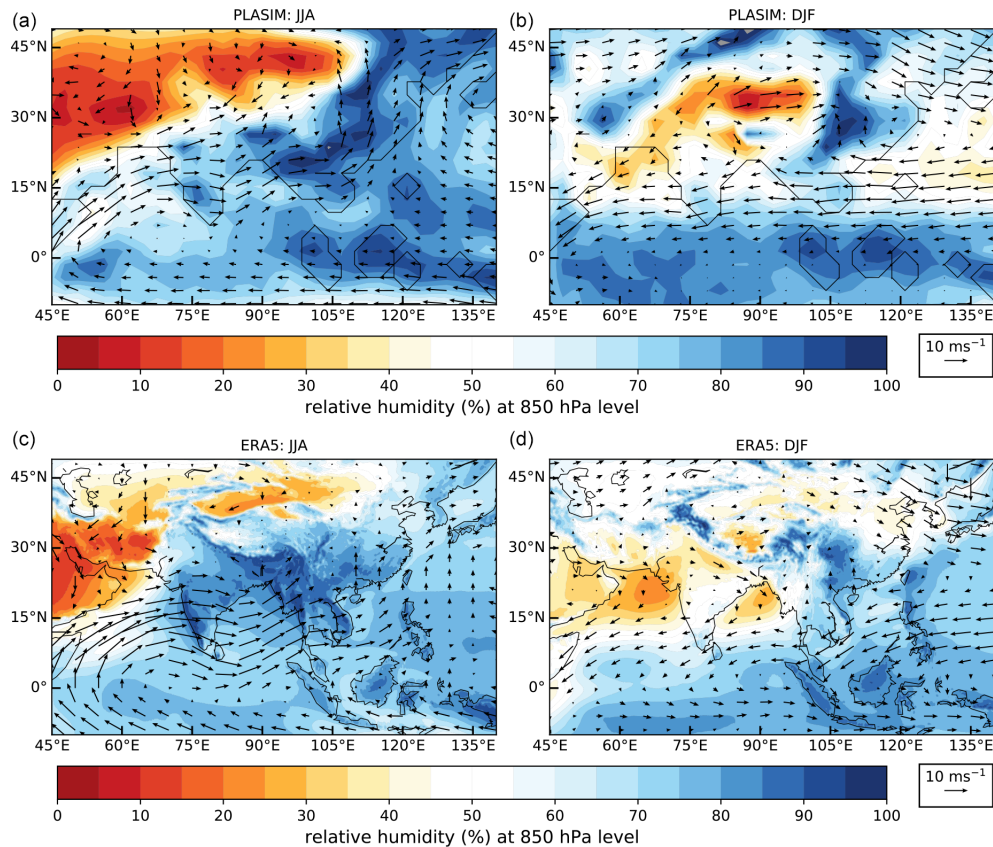 (a) PLASIM: JJA
(b) PLASIM: DJF
45°N
30°N
15°N
0°
45°E 60°E 75°E 90°E 105°E 120°E 135°E
45°N
30°N
15°N
0°
45°E 60°E 75°E 90°E 105°E 120°E 135°E
0 10 20 30 40 50 60 70 80 90 100
relative humidity (%) at 850 hPa level
10 ms⁻¹
(c) ERA5: JJA
(d) ERA5: DJF
45°N
30°N
15°N
0°
45°E 60°E 75°E 90°E 105°E 120°E 135°E
45°N
30°N
15°N
0°
45°E 60°E 75°E 90°E 105°E 120°E 135°E
0 10 20 30 40 50 60 70 80 90 100
relative humidity (%) at 850 hPa level
10 ms⁻¹